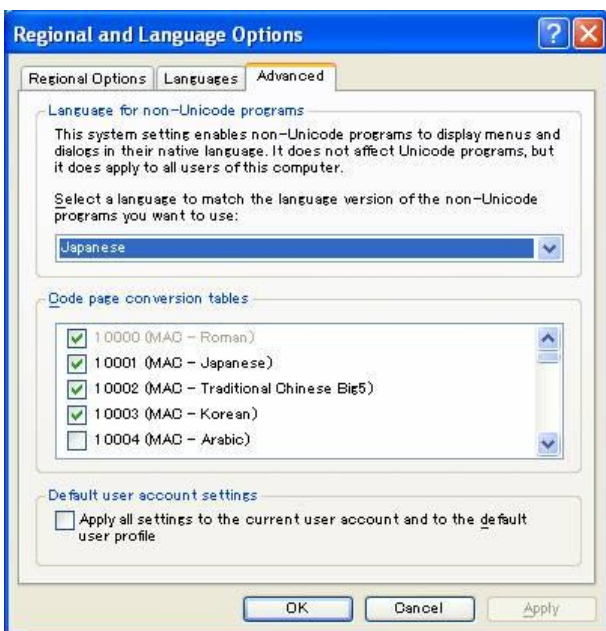 Regional and Language Options
Regional Options
Languages
Advanced
Language for non-Unicode programs
This system setting enables non-Unicode programs to display menus and
dialogs in their native language. It does not affect Unicode programs, but
it does apply to all users of this computer.
Select a language to match the language version of the non-Unicode
programs you want to use:
Japanese
Code page conversion tables
10000 (MAC - Roman)
10001 (MAC - Japanese)
10002 (MAC - Traditional Chinese Big5)
10003 (MAC - Korean)
10004 (MAC - Arabic)
Default user account settings
Apply all settings to the current user account and to the default
user profile
OK
Cancel
Apply